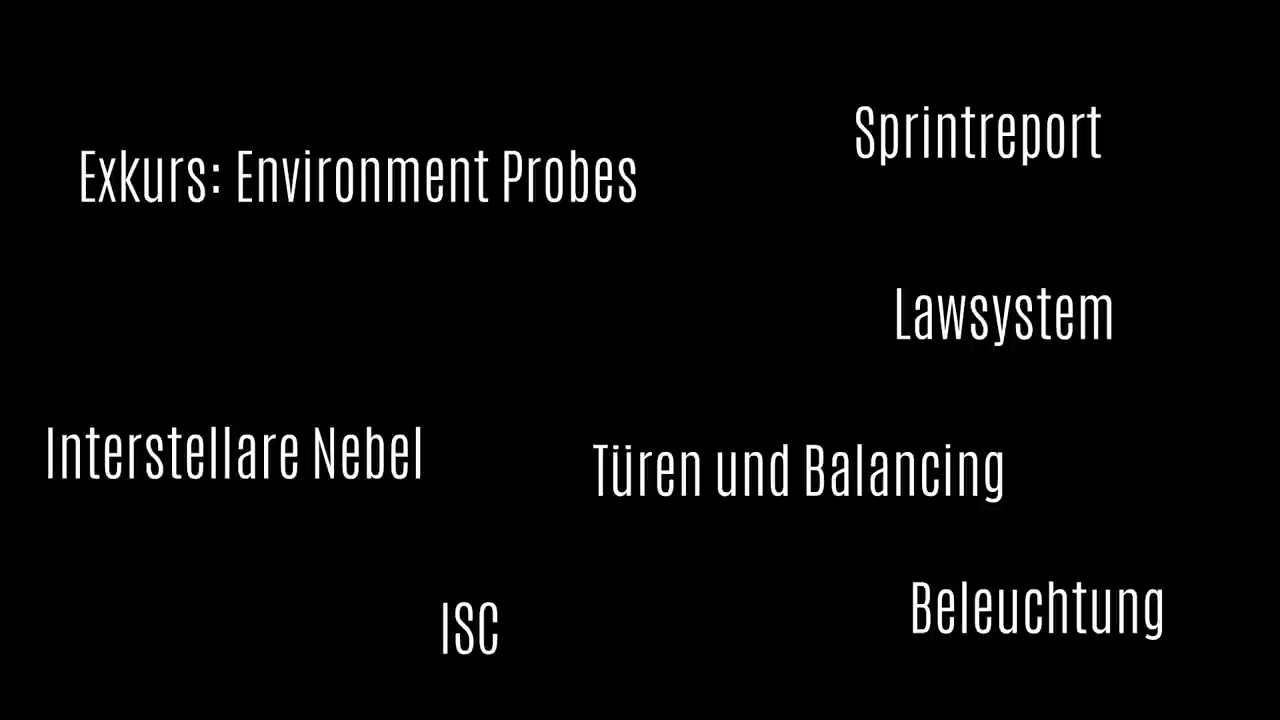 Sprintreport
Exkurs: Environment Probes
Lawsystem
Interstellare Nebel
Türen und Balancing
Beleuchtung
ISC